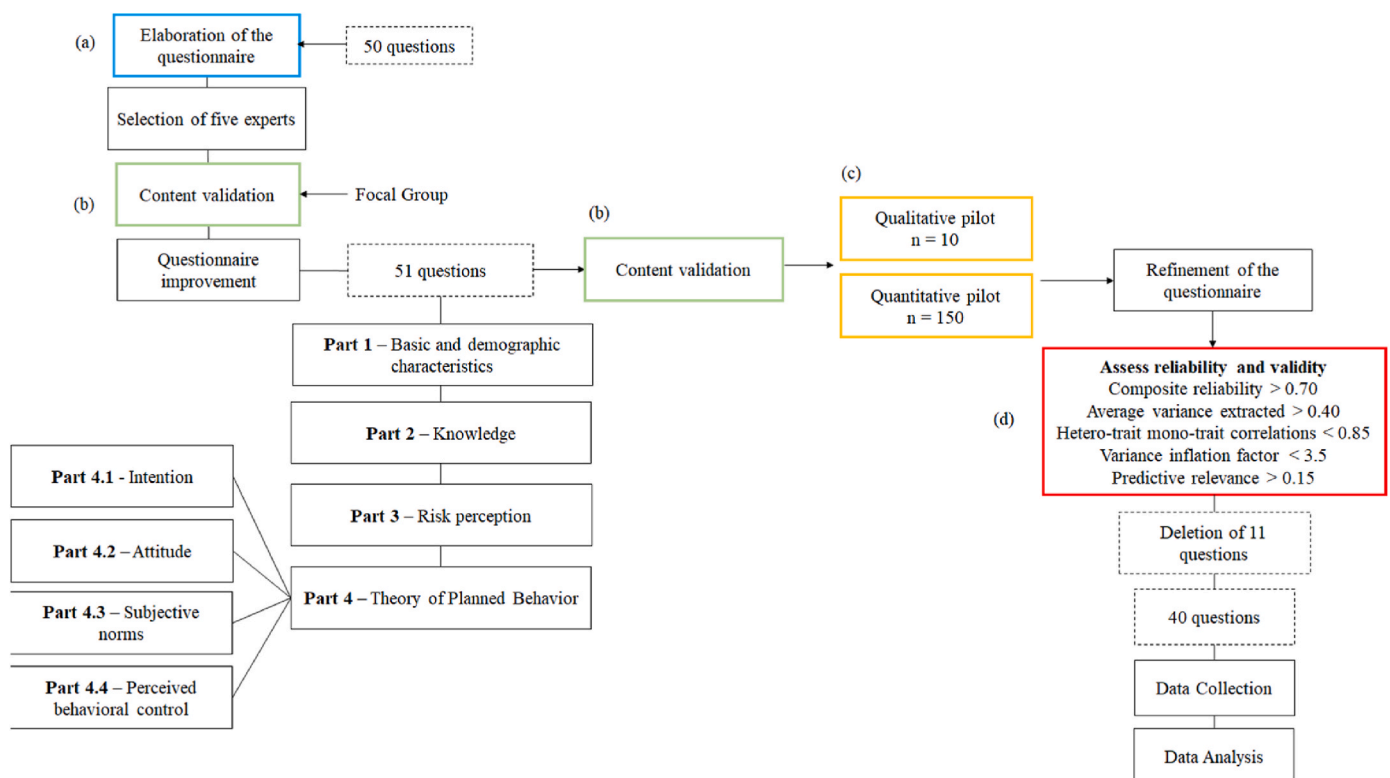 (a)
Elaboration of the
questionnaire
50 questions
Selection of five experts
(b)
Content validation
Focal Group
Questionnaire
improvement
51 questions
(b)
Content validation
(c)
Qualitative pilot
n = 10
Quantitative pilot
n = 150
Refinement of the
questionnaire
Part 1 – Basic and demographic
characteristics
Part 2 – Knowledge
Part 3 – Risk perception
Part 4 – Theory of Planned Behavior
Part 4.1 - Intention
Part 4.2 – Attitude
Part 4.3 – Subjective
norms
Part 4.4 – Perceived
behavioral control
(d)
Assess reliability and validity
Composite reliability > 0.70
Average variance extracted > 0.40
Hetero-trait mono-trait correlations < 0.85
Variance inflation factor < 3.5
Predictive relevance > 0.15
Deletion of 11
questions
40 questions
Data Collection
Data Analysis